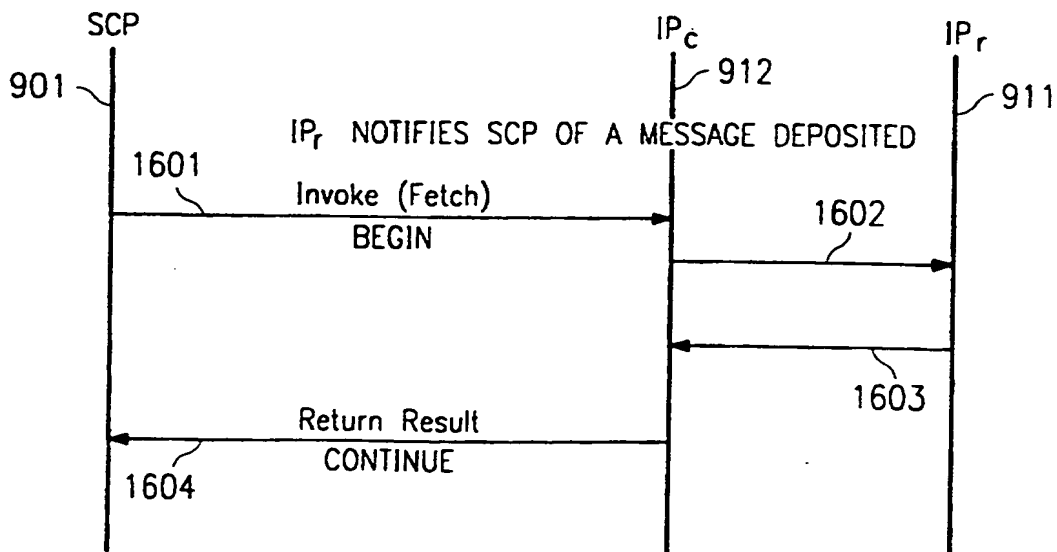 SCP
IPc
IPr
901
912
911
IPr NOTIFIES SCP OF A MESSAGE DEPOSITED
1601
Invoke (Fetch)
BEGIN
1602
1603
Return Result
CONTINUE
1604